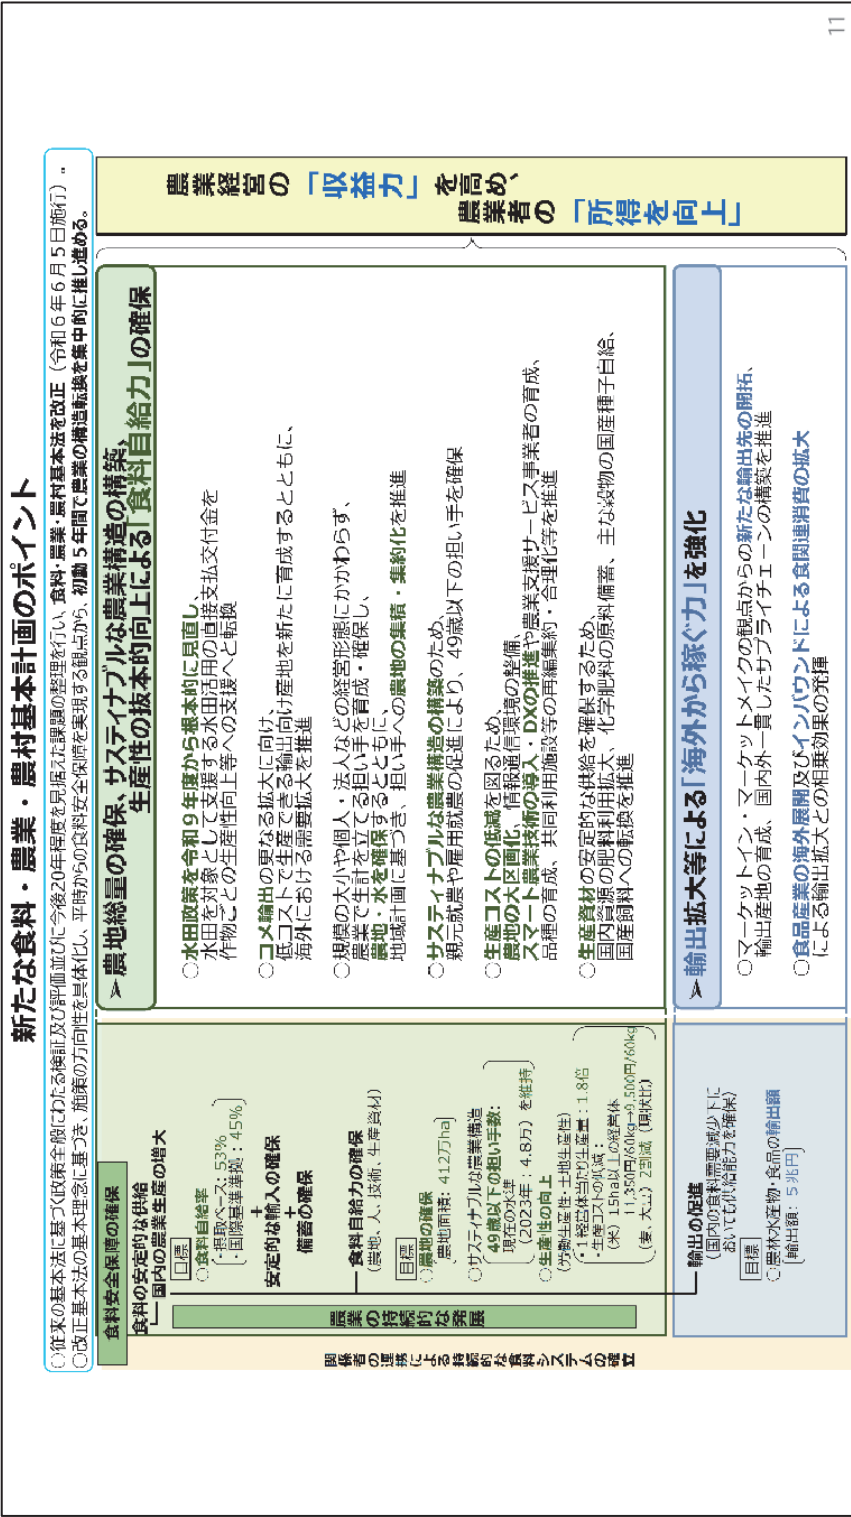 新たな食料・農業・農村基本計画のポイント
○従来の基本法に基づく政策全般にわたる検証及び評価並びに今後20年程度を見据えた課題の整理を行い、食料・農業・農村基本法を改正（令和６年６月５日施行）。
○改正基本法の基本理念に基づき、施策の方向性を具体化し、平時からの食料安全保障を実現する観点から、初動５年間で農業の構造転換を集中的に推し進める。
食料安全保障の確保
食料の安定的な供給
国内の農業生産の増大
目標
○食料自給率
・摂取ベース：53%
・国際基準準拠：45%
安定的な輸入の確保
＋
備蓄の確保
食料自給力の確保
（農地、人、技術、生産資材）
目標
○農地の確保
農地面積：412万ha
○サスティナブルな農業構造
49歳以下の担い手数：
現在の水準
（2023年：4.8万）を維持
○生産性の向上
（労働生産性・土地生産性）
・１経営体当たり生産量：1.8倍
・生産コストの低減：
（米）15ha以上の経営体
11,350円/60kg→9,500円/60kg
（麦、大豆）２割減（現状比）
輸出の促進
（国内の食料需要減少下に
おいても供給能力を確保）
目標
○農林水産物・食品の輸出額
輸出額：５兆円
農業の持続的な発展
関係者の連携による持続的な食料システムの確立
➤農地総量の確保、サスティナブルな農業構造の構築、
生産性の抜本的向上による「食料自給力」の確保
○水田政策を令和９年度から根本的に見直し、
水田を対象として支援する水田活用の直接支払交付金を
作物ごとの生産性向上等への支援へと転換
○コメ輸出の更なる拡大に向け、
低コストで生産できる輸出向け産地を新たに育成するとともに、
海外における需要拡大を推進
○規模の大小や個人・法人などの経営形態にかかわらず、
農業で生計を立てる担い手を育成・確保し、
農地・水を確保するとともに、
地域計画に基づき、担い手への農地の集積・集約化を推進
○サスティナブルな農業構造の構築のため、
親元就農や雇用就農の促進により、49歳以下の担い手を確保
○生産コストの低減を図るため、
農地の大区画化、情報通信環境の整備、
スマート農業技術の導入・DXの推進や農業支援サービス事業者の育成、
品種の育成、共同利用施設等の再編集約・合理化等を推進
○生産資材の安定的な供給を確保するため、
国内資源の肥料利用拡大、化学肥料の原料備蓄、主な穀物の国産種子自給、
国産飼料への転換を推進
➤輸出拡大等による「海外から稼ぐ力」を強化
○マーケットイン・マーケットメイクの観点からの新たな輸出先の開拓、
輸出産地の育成、国内外一貫したサプライチェーンの構築を推進
○食品産業の海外展開及びインバウンドによる食関連消費の拡大
による輸出拡大との相乗効果の発揮
農業経営の「収益力」を高め、
農業者の「所得を向上」
11